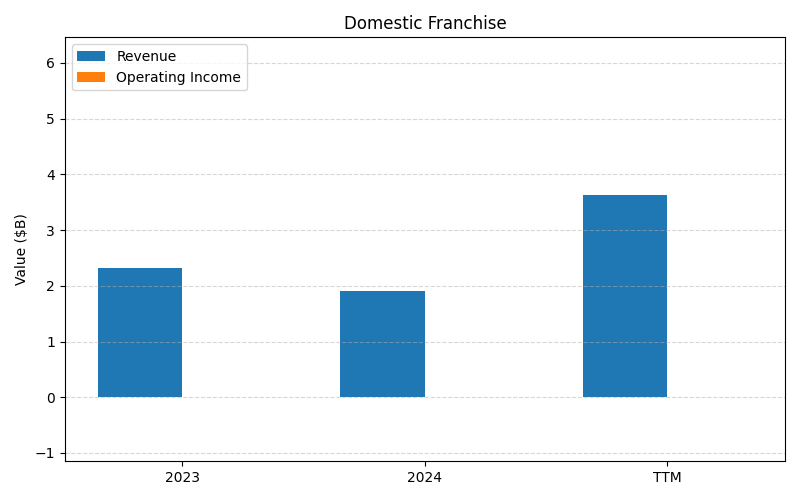 Domestic Franchise
Revenue
Operating Income
Value ($B)
6
5
4
3
2
1
0
−1
2023
2024
TTM